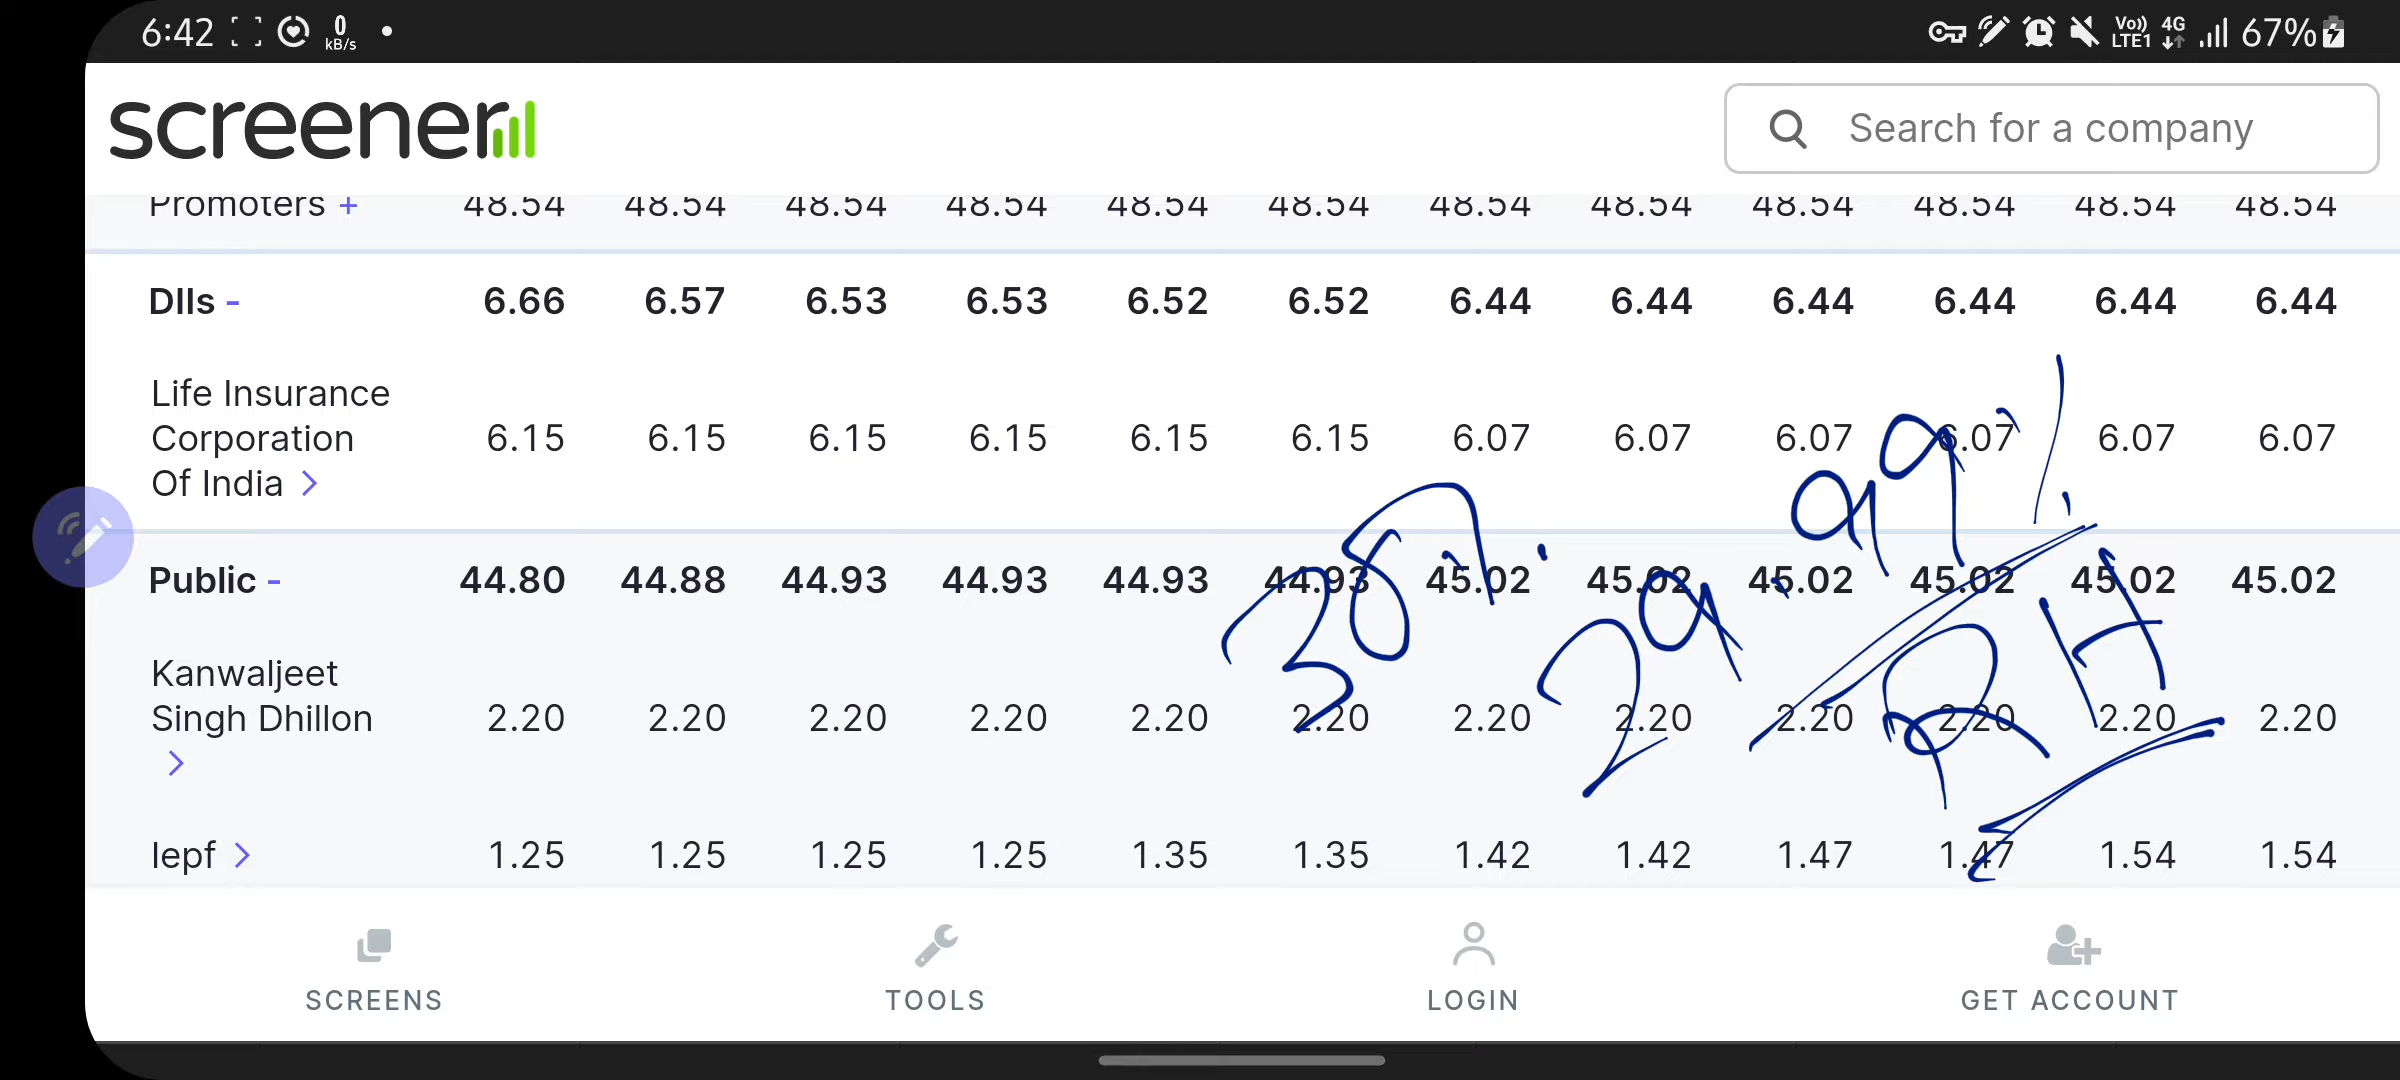 6:42 0 kB/s Vo)) LTE1 4G 67%
screener Search for a company
Promoters + 48.54 48.54 48.54 48.54 48.54 48.54 48.54 48.54 48.54 48.54 48.54 48.54
DIIs - 6.66 6.57 6.53 6.53 6.52 6.52 6.44 6.44 6.44 6.44 6.44 6.44
Life Insurance
Corporation 6.15 6.15 6.15 6.15 6.15 6.15 6.07 6.07 6.07 6.07 6.07 6.07
Of India >
Public - 44.80 44.88 44.93 44.93 44.93 44.93 45.02 45.02 45.02 45.02 45.02 45.02
Kanwaljeet
Singh Dhillon 2.20 2.20 2.20 2.20 2.20 2.20 2.20 2.20 2.20 2.20 2.20 2.20
>
Iepf > 1.25 1.25 1.25 1.25 1.35 1.35 1.42 1.42 1.47 1.47 1.54 1.54
38%.
29.99%
RH
SCREENS TOOLS LOGIN GET ACCOUNT